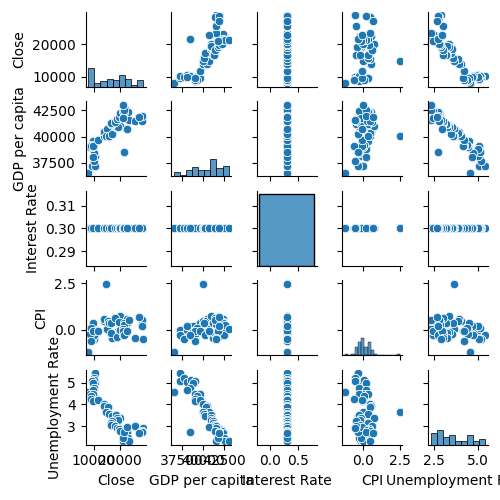 Close
20000
10000
GDP per capita
42500
40000
37500
Interest Rate
0.31
0.30
0.29
CPI
2.5
0.0
Unemployment Rate
5
4
3
10000 20000 37500 40000 42500 0.0 0.5 0.0 2.5 2.5 5.0
Close GDP per capita Interest Rate CPI Unemployment R